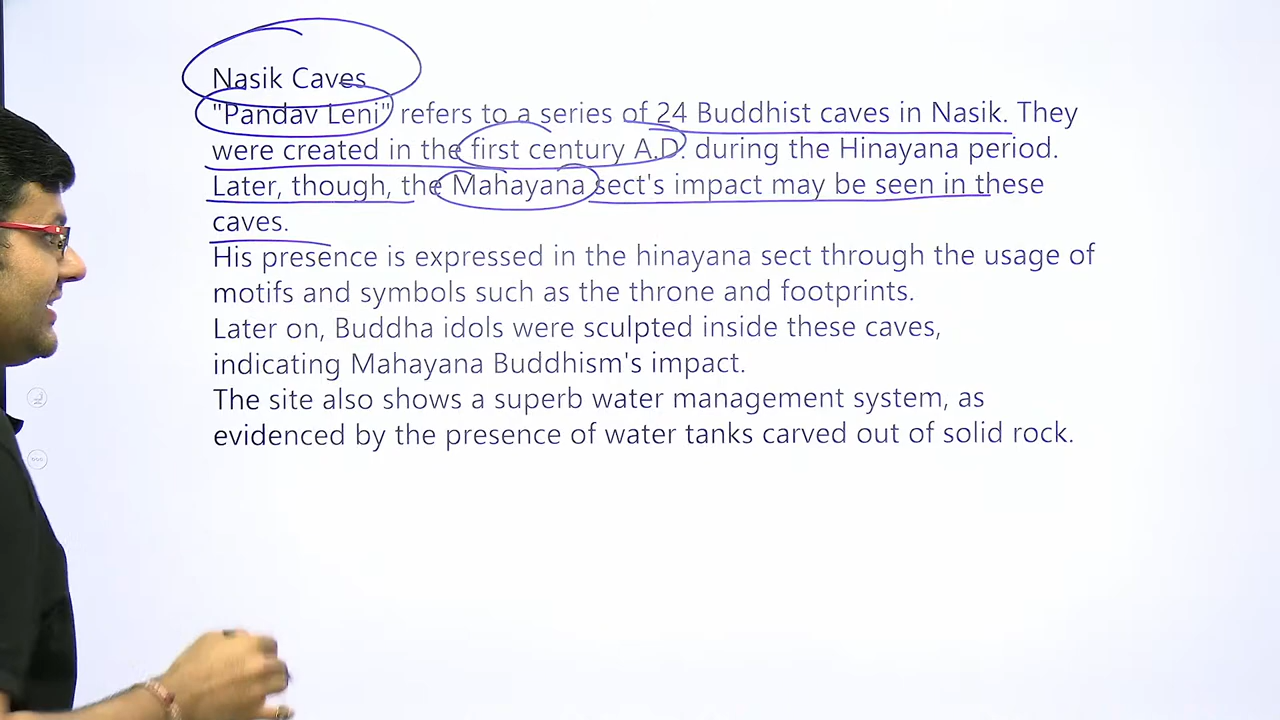 Nasik Caves
"Pandav Leni" refers to a series of 24 Buddhist caves in Nasik. They
were created in the first century A.D. during the Hinayana period.
Later, though, the Mahayana sect's impact may be seen in these
caves.
His presence is expressed in the hinayana sect through the usage of
motifs and symbols such as the throne and footprints.
Later on, Buddha idols were sculpted inside these caves,
indicating Mahayana Buddhism's impact.
The site also shows a superb water management system, as
evidenced by the presence of water tanks carved out of solid rock.